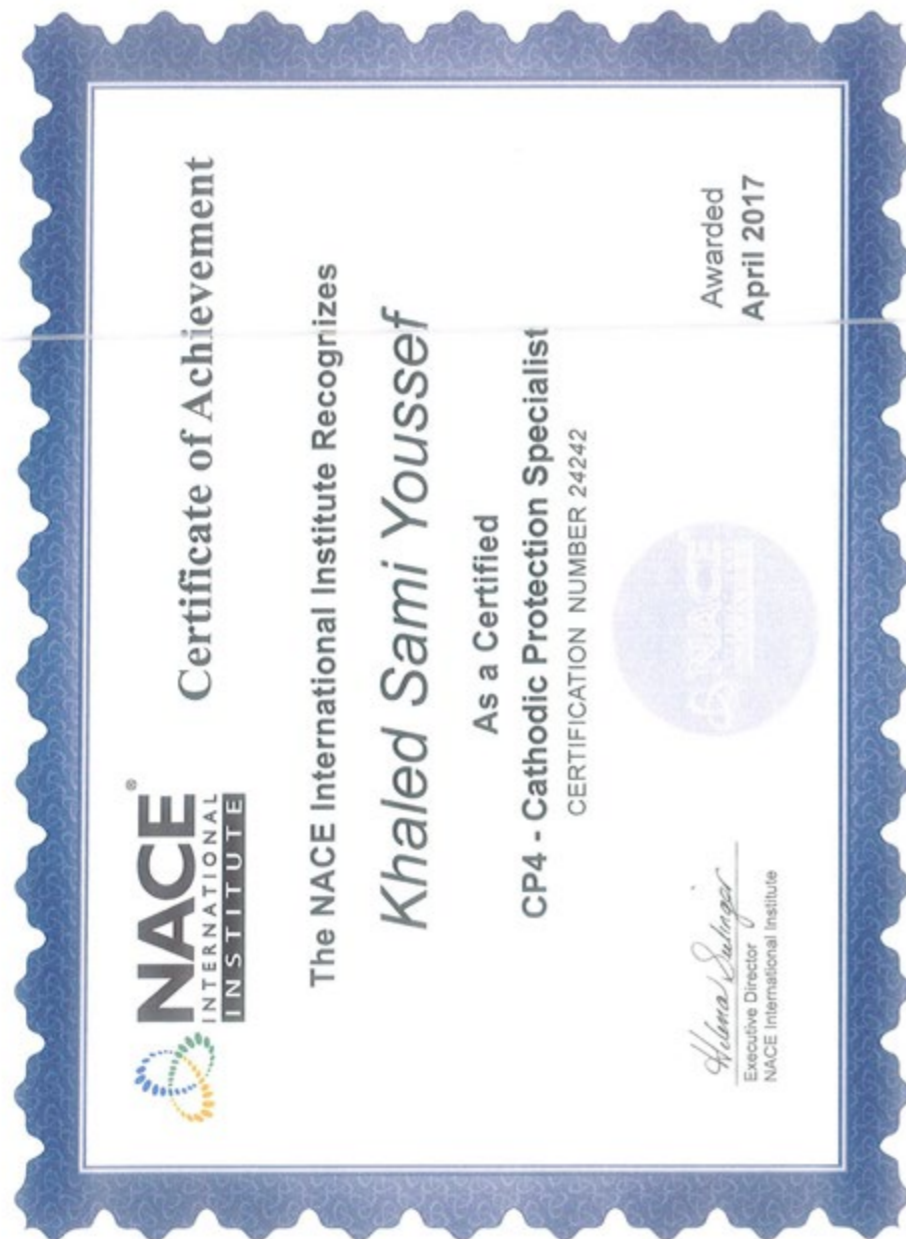 NACE®
INTERNATIONAL
INSTITUTE
Certificate of Achievement
The NACE International Institute Recognizes
Khaled Sami Youssef
As a Certified
CP4 - Cathodic Protection Specialist
CERTIFICATION NUMBER 24242
NACE
Executive Director
NACE International Institute
Awarded
April 2017